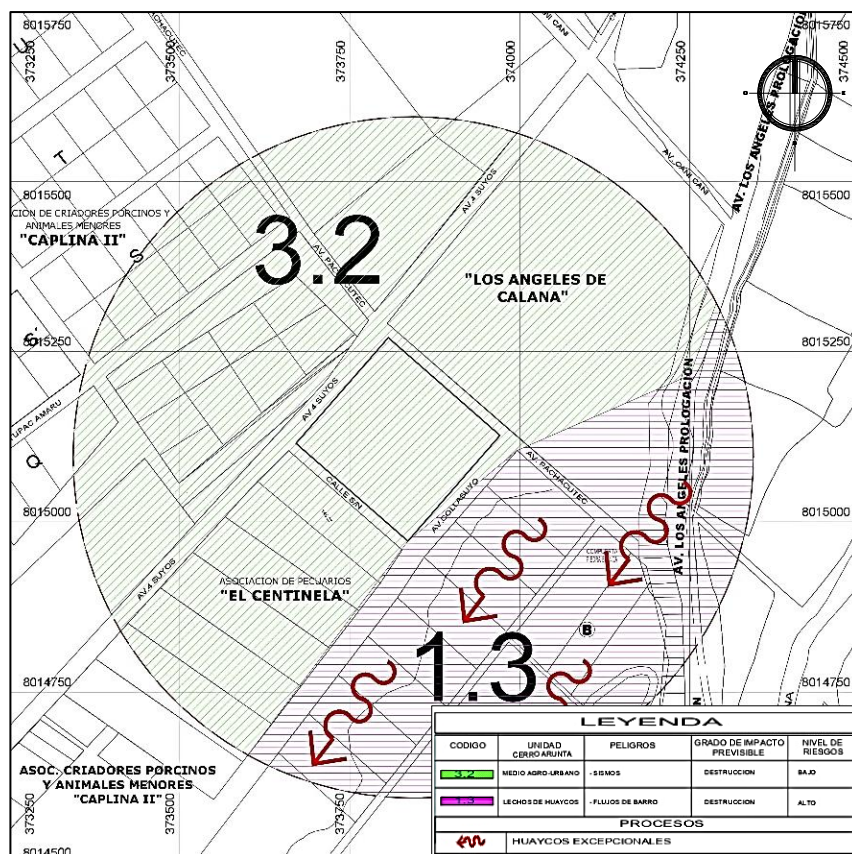 8015750
8015750
373250
373500
373750
374000
374250
374500
PACHACUTEC
CANI CANI
AV. LOS ANGELES PROLOGACION
U
T
S
S'
Q
AV. CANI CANI
AV.4 SUYOS
8015500
8015500
CION DE CRIADORES PORCINOS Y
ANIMALES MENORES
"CAPLINA II"
3.2
AV. PACHACUTEC
"LOS ANGELES DE
CALANA"
8015250
8015250
AV. LOS ANGELES PROLOGACION
AV.4 SUYOS
UPAC AMARU
AV. PACHACUTEC
CALLE S/N
AV.COLLASUYO
8015000
8015000
ASOCIACION DE PECUARIOS
"EL CENTINELA"
AV.4 SUYOS
B
1.3
8014750
8014750
ASOC. CRIADORES PORCINOS
Y ANIMALES MENORES
"CAPLINA II"
373250
373500
373750
8014500
LEYENDA
CODIGO UNIDAD CERRO ARUNTA PELIGROS GRADO DE IMPACTO PREVISIBLE NIVEL DE RIESGOS
3.2 MEDIO AGRO-URBANO - SISMOS DESTRUCCION BAJO
1.3 LECHOS DE HUAYCOS - FLUJOS DE BARRO DESTRUCCION ALTO
PROCESOS
HUAYCOS EXCEPCIONALES